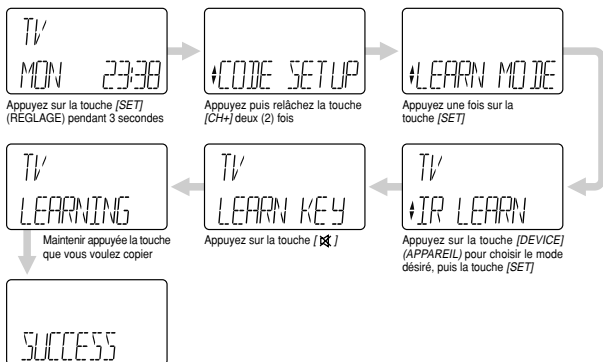 TV
MON 23:38
Appuyez sur la touche [SET]
(REGLAGE) pendant 3 secondes
CODE SETUP
Appuyez puis relâchez la touche
[CH+] deux (2) fois
LEARN MODE
Appuyez une fois sur la
touche [SET]
TV
IR LEARN
Appuyez sur la touche [DEVICE]
(APPAREIL) pour choisir le mode
désiré, puis la touche [SET]
TV
LEARN KEY
Appuyez sur la touche [ ]
TV
LEARNING
Maintenir appuyée la touche
que vous voulez copier
SUCCESS